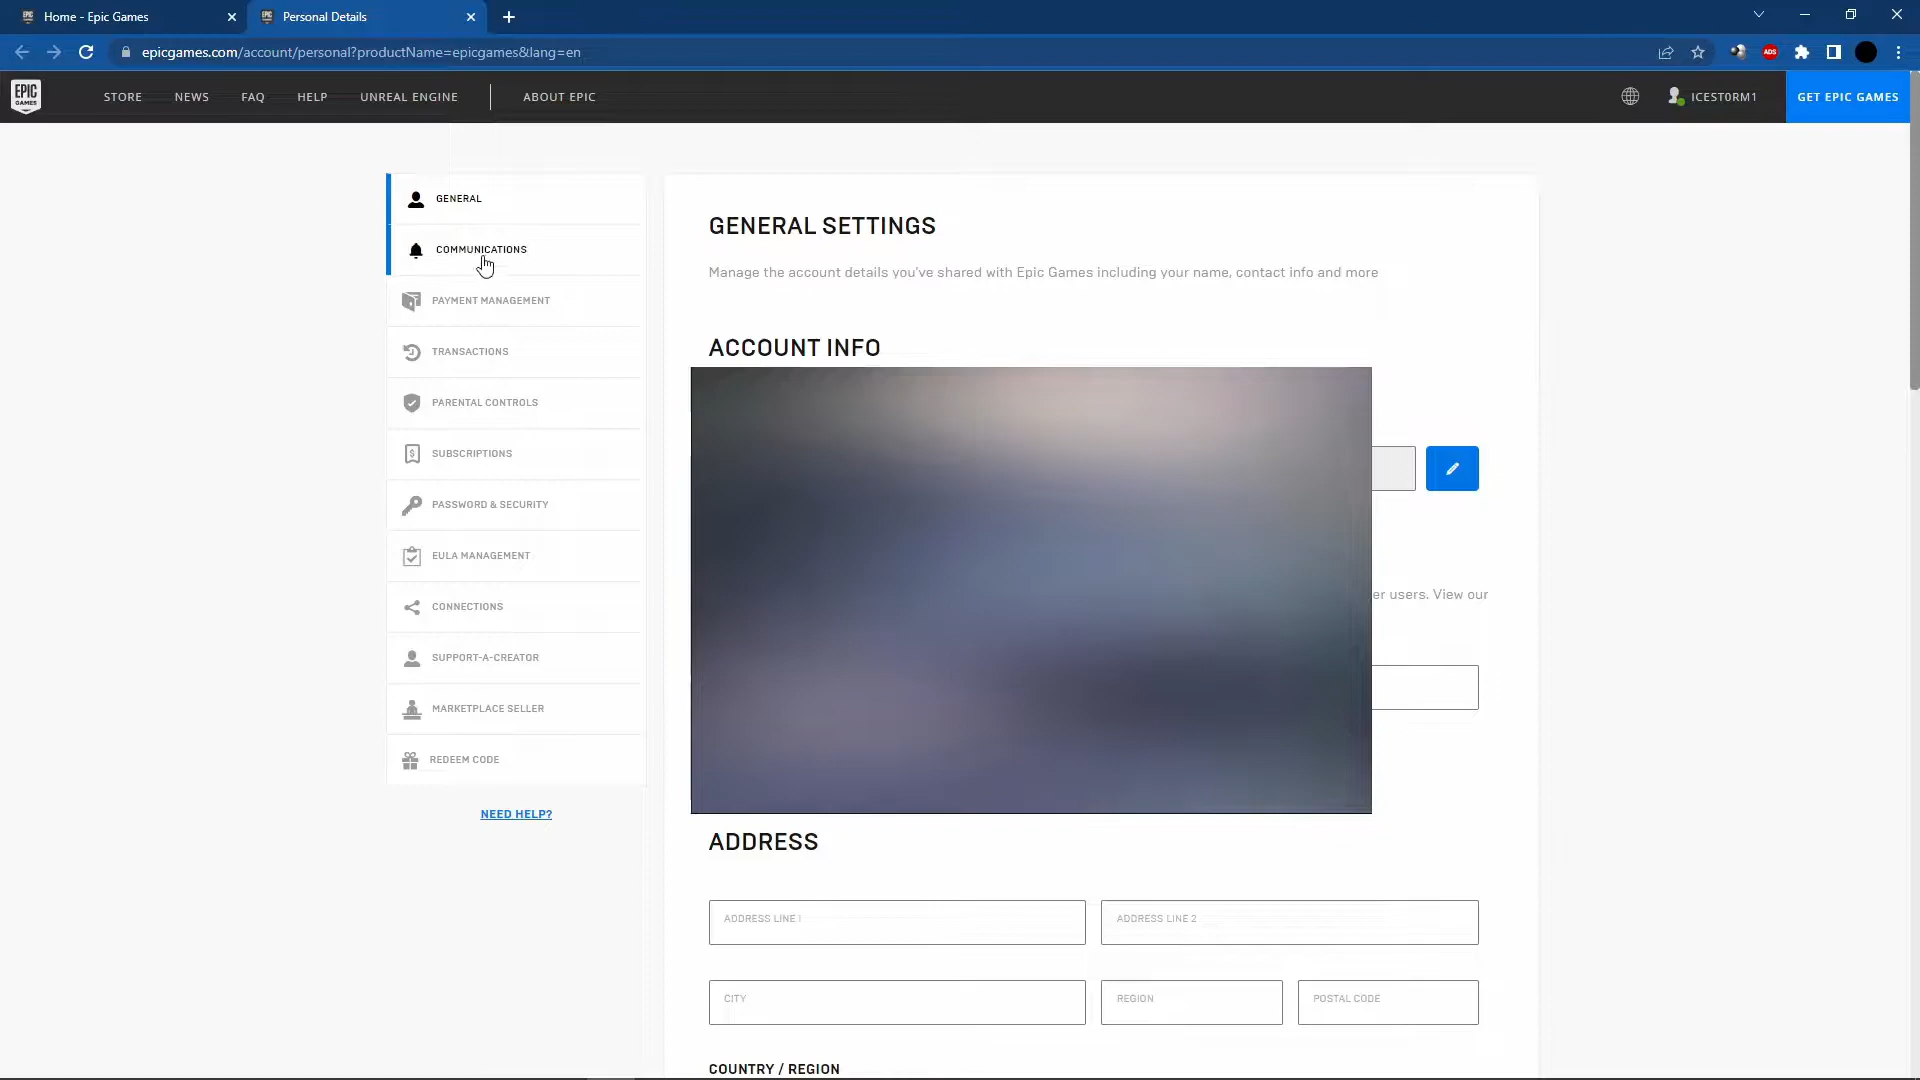 Home - Epic Games
Personal Details
epicgames.com/account/personal?productName=epicgames&lang=en
ADS
EPIC GAMES
STORE
NEWS
FAQ
HELP
UNREAL ENGINE
ABOUT EPIC
ICEST0RM1
GET EPIC GAMES
GENERAL
COMMUNICATIONS
PAYMENT MANAGEMENT
TRANSACTIONS
PARENTAL CONTROLS
SUBSCRIPTIONS
PASSWORD & SECURITY
EULA MANAGEMENT
CONNECTIONS
SUPPORT-A-CREATOR
MARKETPLACE SELLER
REDEEM CODE
NEED HELP?
GENERAL SETTINGS
Manage the account details you've shared with Epic Games including your name, contact info and more
ACCOUNT INFO
er users. View our
ADDRESS
ADDRESS LINE 1
ADDRESS LINE 2
CITY
REGION
POSTAL CODE
COUNTRY / REGION